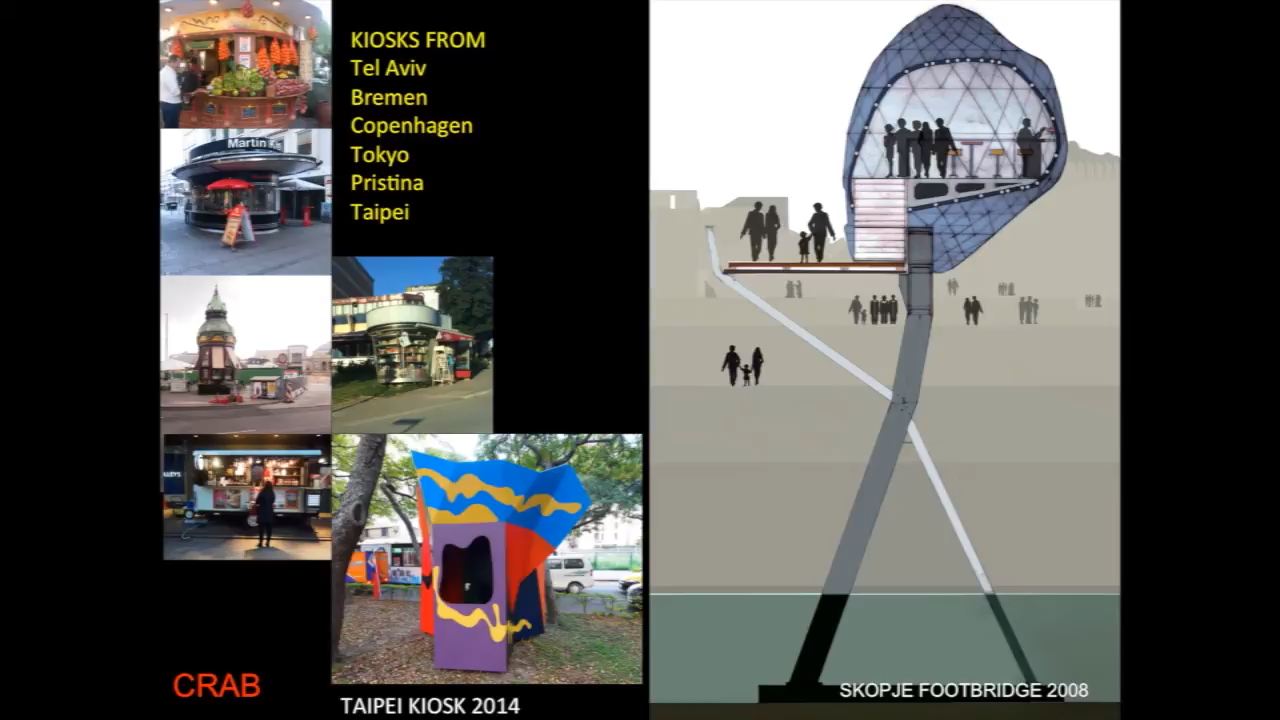 KIOSKS FROM
Tel Aviv
Bremen
Copenhagen
Tokyo
Pristina
Taipei
Martin
CRAB
TAIPEI KIOSK 2014
SKOPJE FOOTBRIDGE 2008